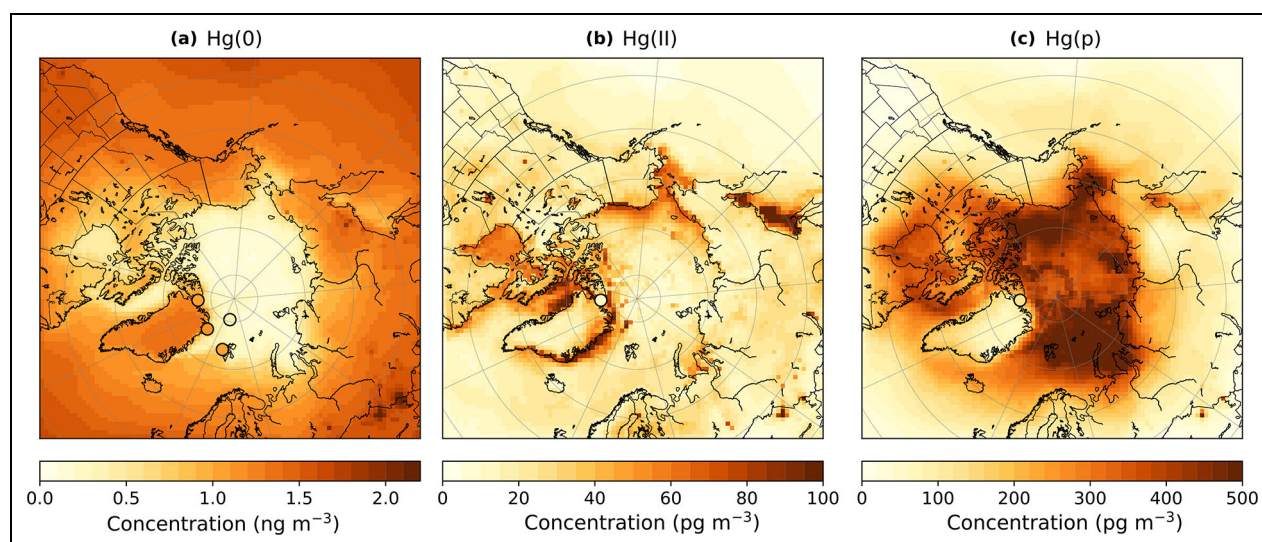 (a) Hg(0)
(b) Hg(II)
(c) Hg(p)
0.0 0.5 1.0 1.5 2.0
0 20 40 60 80 100
0 100 200 300 400 500
Concentration (ng m⁻³)
Concentration (pg m⁻³)
Concentration (pg m⁻³)